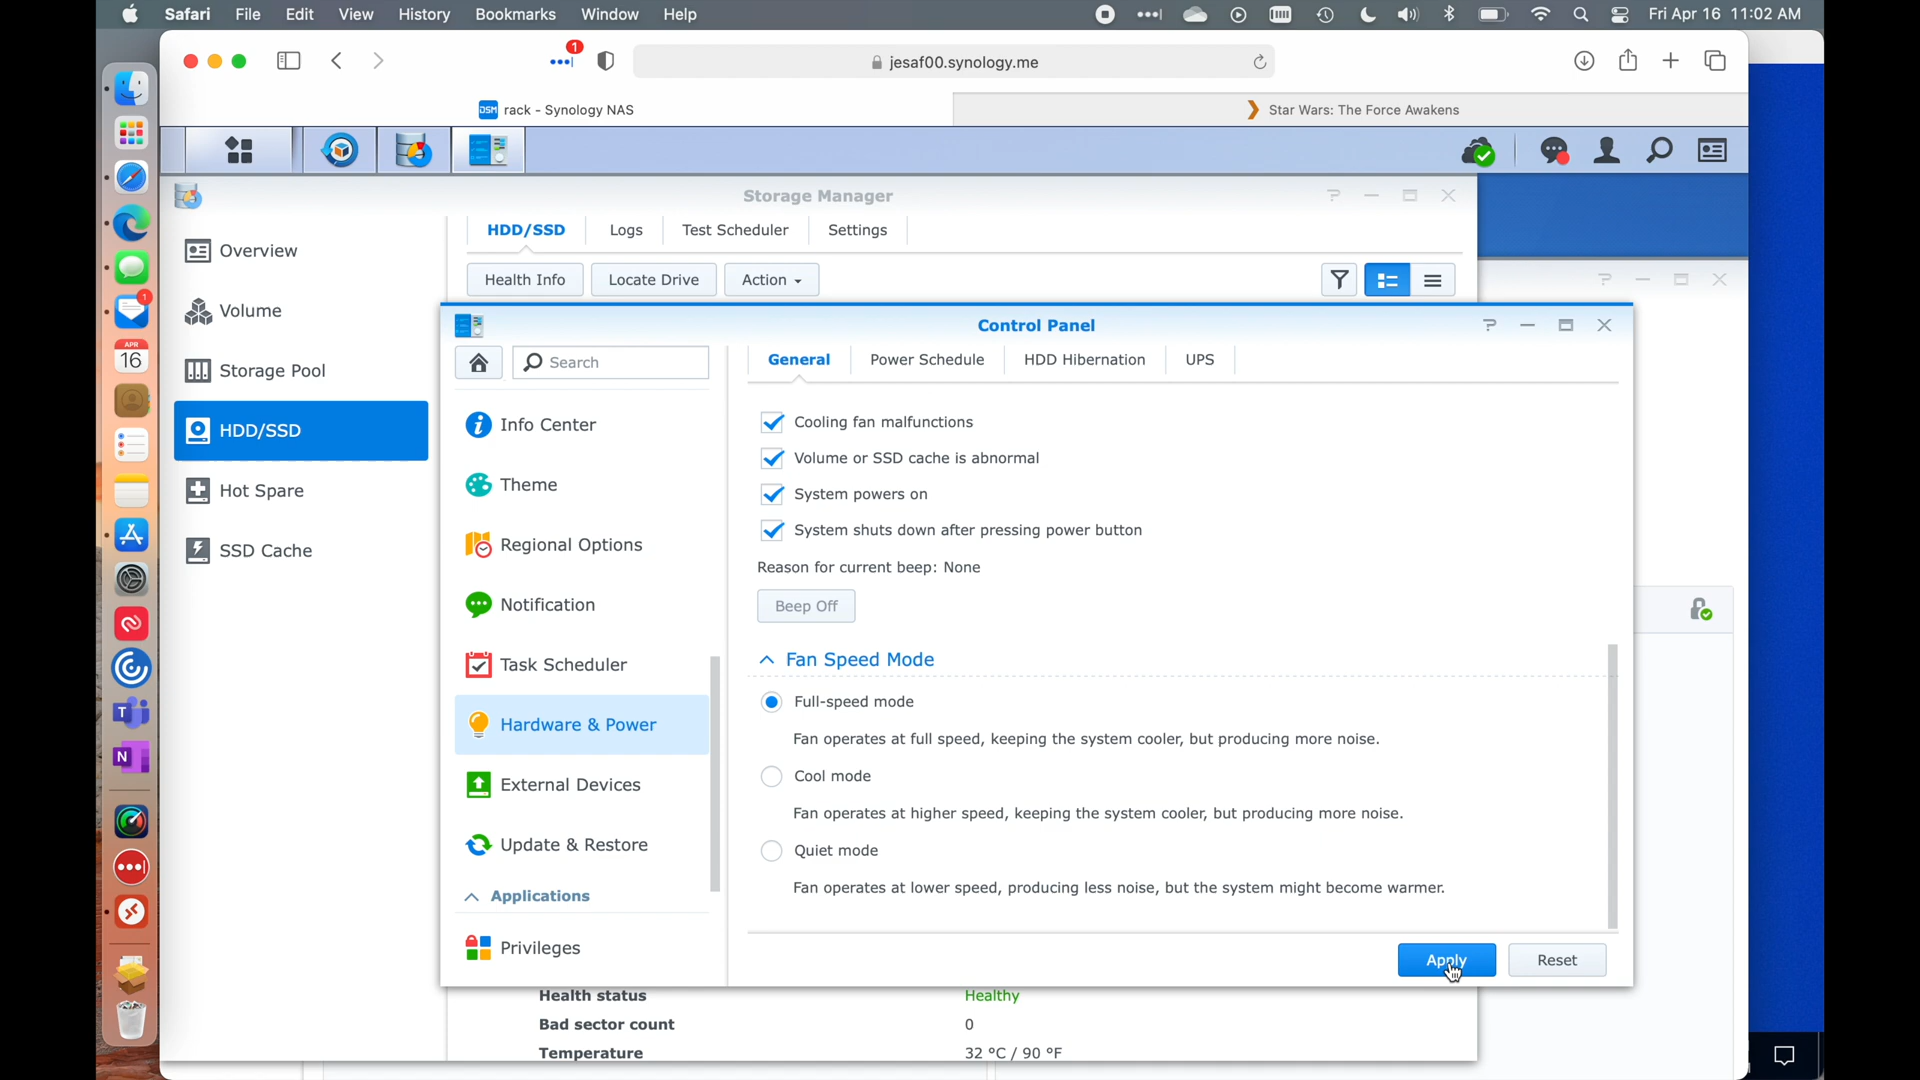 Safari File Edit View History Bookmarks Window Help Fri Apr 16 11:02 AM
1
jesaf00.synology.me
DSM rack - Synology NAS
Star Wars: The Force Awakens
Storage Manager
HDD/SSD Logs Test Scheduler Settings
Health Info Locate Drive Action
Overview
Volume
Storage Pool
HDD/SSD
Hot Spare
SSD Cache
1
APR
16
T
N
Control Panel
Search
General Power Schedule HDD Hibernation UPS
Info Center
Theme
Regional Options
Notification
Task Scheduler
Hardware & Power
External Devices
Update & Restore
Applications
Privileges
Cooling fan malfunctions
Volume or SSD cache is abnormal
System powers on
System shuts down after pressing power button
Reason for current beep: None
Beep Off
Fan Speed Mode
Full-speed mode
Fan operates at full speed, keeping the system cooler, but producing more noise.
Cool mode
Fan operates at higher speed, keeping the system cooler, but producing more noise.
Quiet mode
Fan operates at lower speed, producing less noise, but the system might become warmer.
Apply Reset
Health status Healthy
Bad sector count 0
Temperature 32 °C / 90 °F